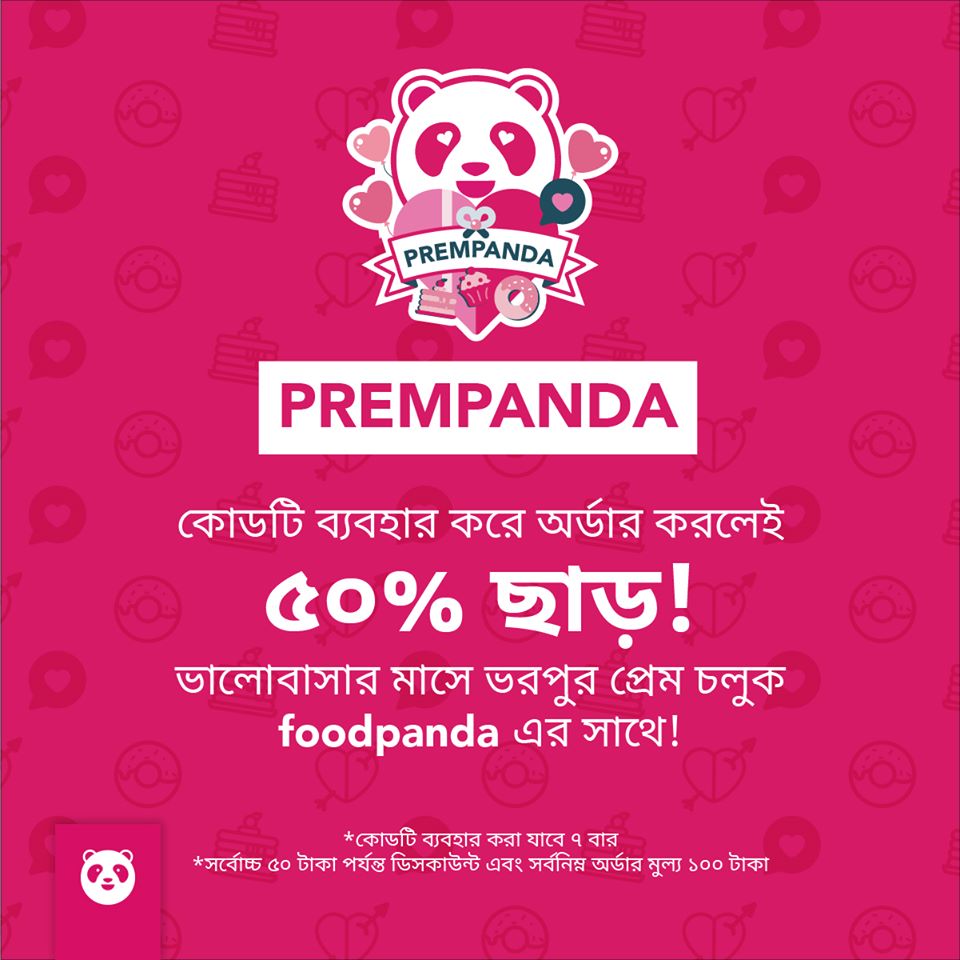 PREMPANDA
PREMPANDA
কোডটি ব্যবহার করে অর্ডার করলেই
৫০% ছাড়!
ভালোবাসার মাসে ভরপুর প্রেম চলুক
foodpanda এর সাথে!
*কোডটি ব্যবহার করা যাবে ৭ বার
*সর্বোচ্চ ৫০ টাকা পর্যন্ত ডিসকাউন্ট এবং সর্বনিম্ন অর্ডার মুল্য ১০০ টাকা